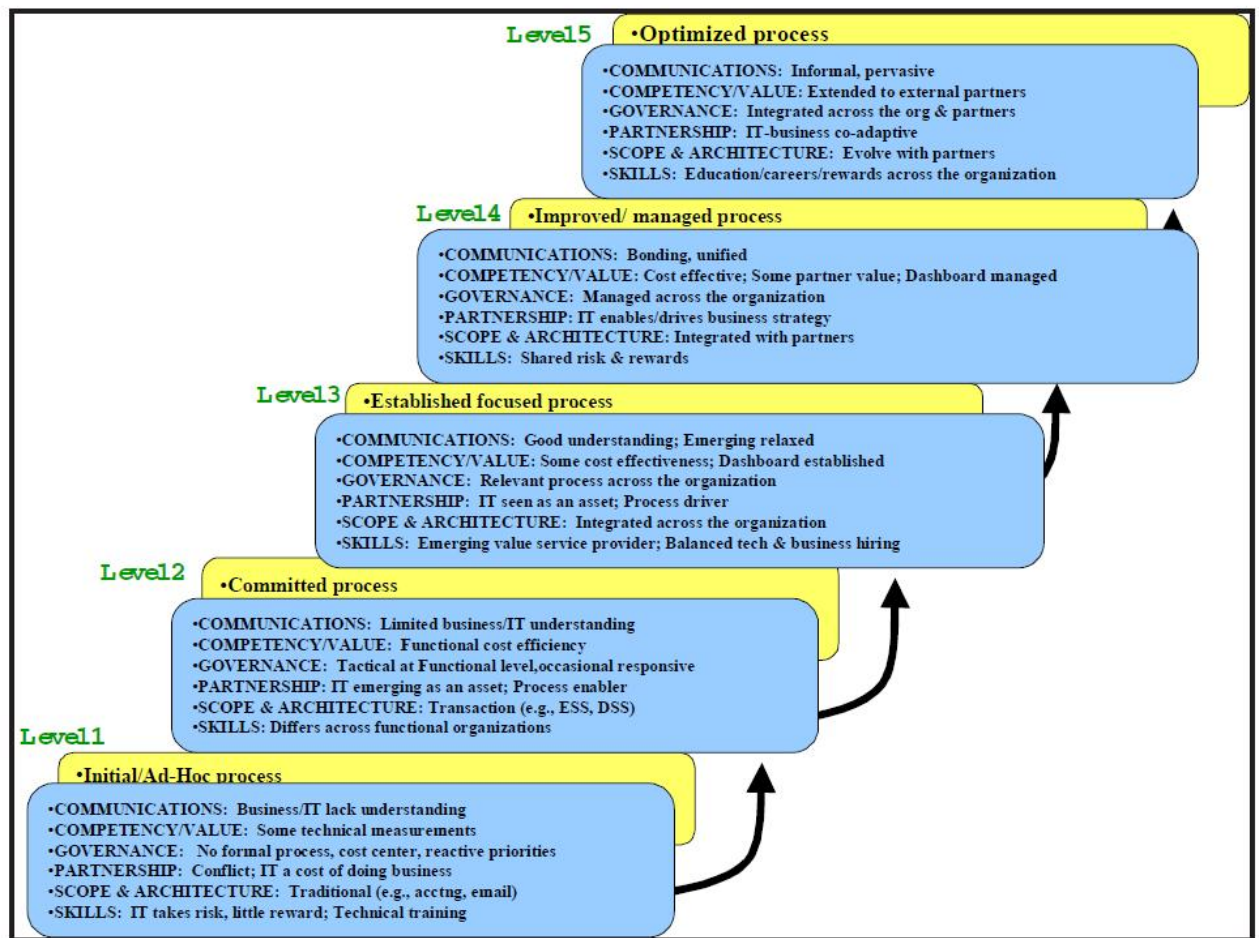 Level5
•Optimized process
•COMMUNICATIONS: Informal, pervasive
•COMPETENCY/VALUE: Extended to external partners
•GOVERNANCE: Integrated across the org & partners
•PARTNERSHIP: IT-business co-adaptive
•SCOPE & ARCHITECTURE: Evolve with partners
•SKILLS: Education/careers/rewards across the organization
Level4
•Improved/ managed process
•COMMUNICATIONS: Bonding, unified
•COMPETENCY/VALUE: Cost effective; Some partner value; Dashboard managed
•GOVERNANCE: Managed across the organization
•PARTNERSHIP: IT enables/drives business strategy
•SCOPE & ARCHITECTURE: Integrated with partners
•SKILLS: Shared risk & rewards
Level3
•Established focused process
•COMMUNICATIONS: Good understanding; Emerging relaxed
•COMPETENCY/VALUE: Some cost effectiveness; Dashboard established
•GOVERNANCE: Relevant process across the organization
•PARTNERSHIP: IT seen as an asset; Process driver
•SCOPE & ARCHITECTURE: Integrated across the organization
•SKILLS: Emerging value service provider; Balanced tech & business hiring
Level2
•Committed process
•COMMUNICATIONS: Limited business/IT understanding
•COMPETENCY/VALUE: Functional cost efficiency
•GOVERNANCE: Tactical at Functional level,occasional responsive
•PARTNERSHIP: IT emerging as an asset; Process enabler
•SCOPE & ARCHITECTURE: Transaction (e.g., ESS, DSS)
•SKILLS: Differs across functional organizations
Level1
•Initial/Ad-Hoc process
•COMMUNICATIONS: Business/IT lack understanding
•COMPETENCY/VALUE: Some technical measurements
•GOVERNANCE: No formal process, cost center, reactive priorities
•PARTNERSHIP: Conflict; IT a cost of doing business
•SCOPE & ARCHITECTURE: Traditional (e.g., acctng, email)
•SKILLS: IT takes risk, little reward; Technical training